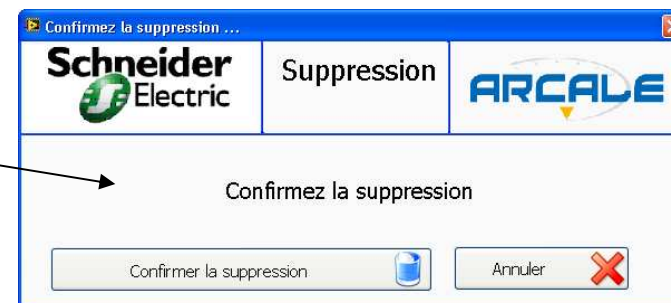 Confirmez la suppression ...
Schneider
Electric
Suppression
ARCALE
Confirmez la suppression
Confirmer la suppression
Annuler